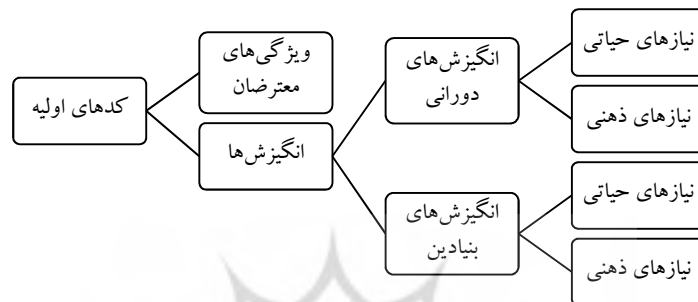 کدهای اولیه
ویژگی‌های
معترضان
انگیزش‌ها
انگیزش‌های
دورانی
نیازهای حیاتی
نیازهای ذهنی
انگیزش‌های
بنیادین
نیازهای حیاتی
نیازهای ذهنی